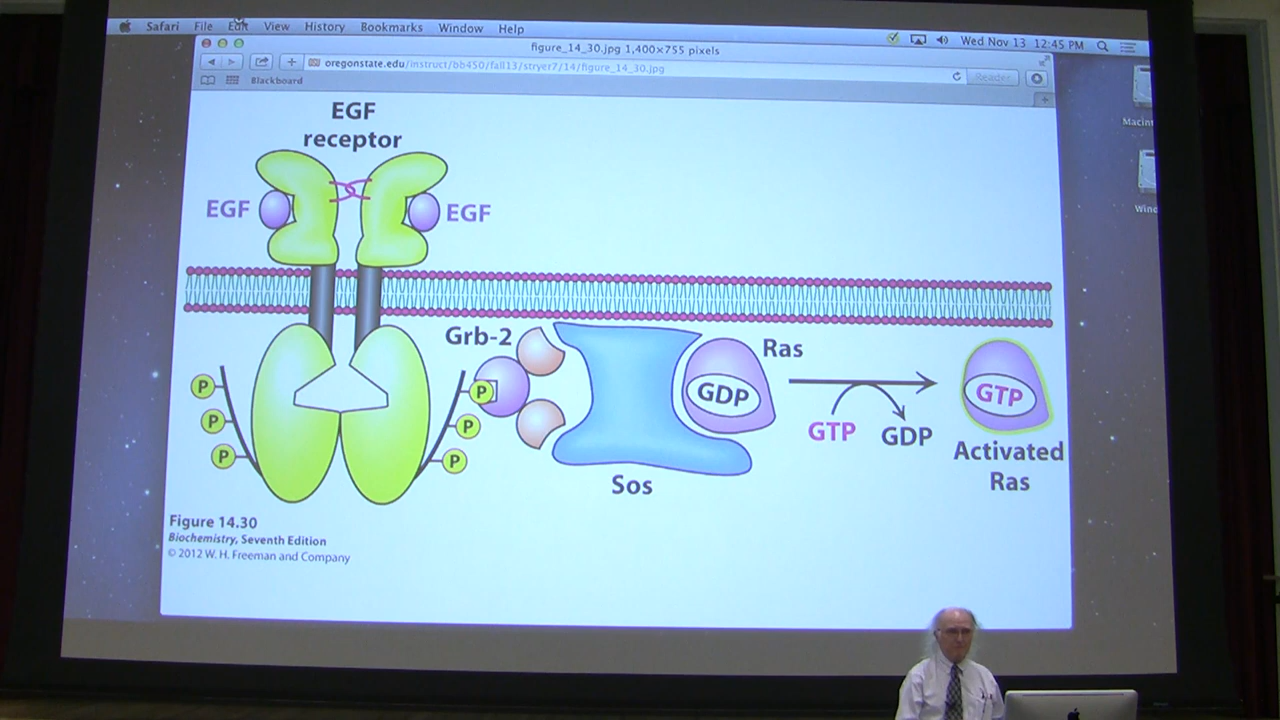 Safari File Edit View History Bookmarks Window Help
Wed Nov 13 12:45 PM
figure_14_30.jpg 1,400×755 pixels
oregonstate.edu/instruct/bb450/fall13/stryer7/14/figure_14_30.jpg
Reader
Blackboard
Macin
Wind
EGF
receptor
EGF
EGF
Grb-2
Ras
P
P
P
P
P
P
GDP
GTP
GTP
GDP
Sos
Activated
Ras
Figure 14.30
Biochemistry, Seventh Edition
© 2012 W. H. Freeman and Company